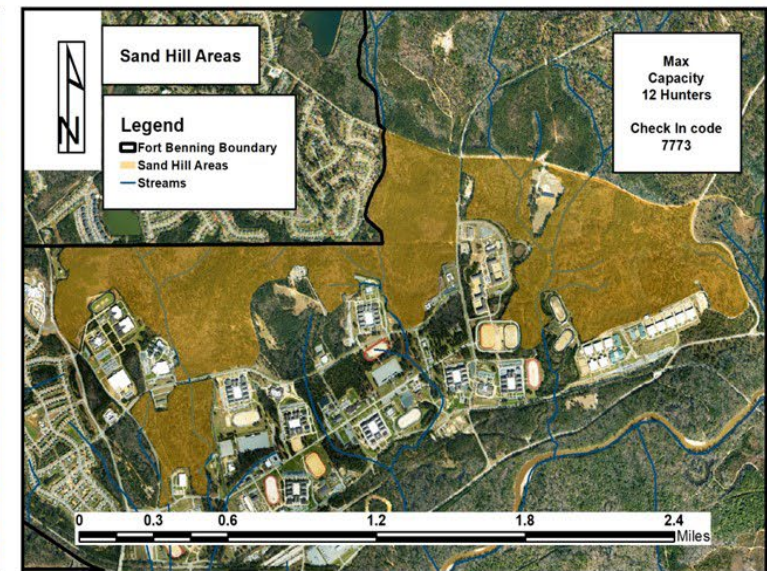 Sand Hill Areas
N
Legend
Fort Benning Boundary
Sand Hill Areas
Streams
Max
Capacity
12 Hunters
Check In code
7773
0 0.3 0.6 1.2 1.8 2.4
Miles